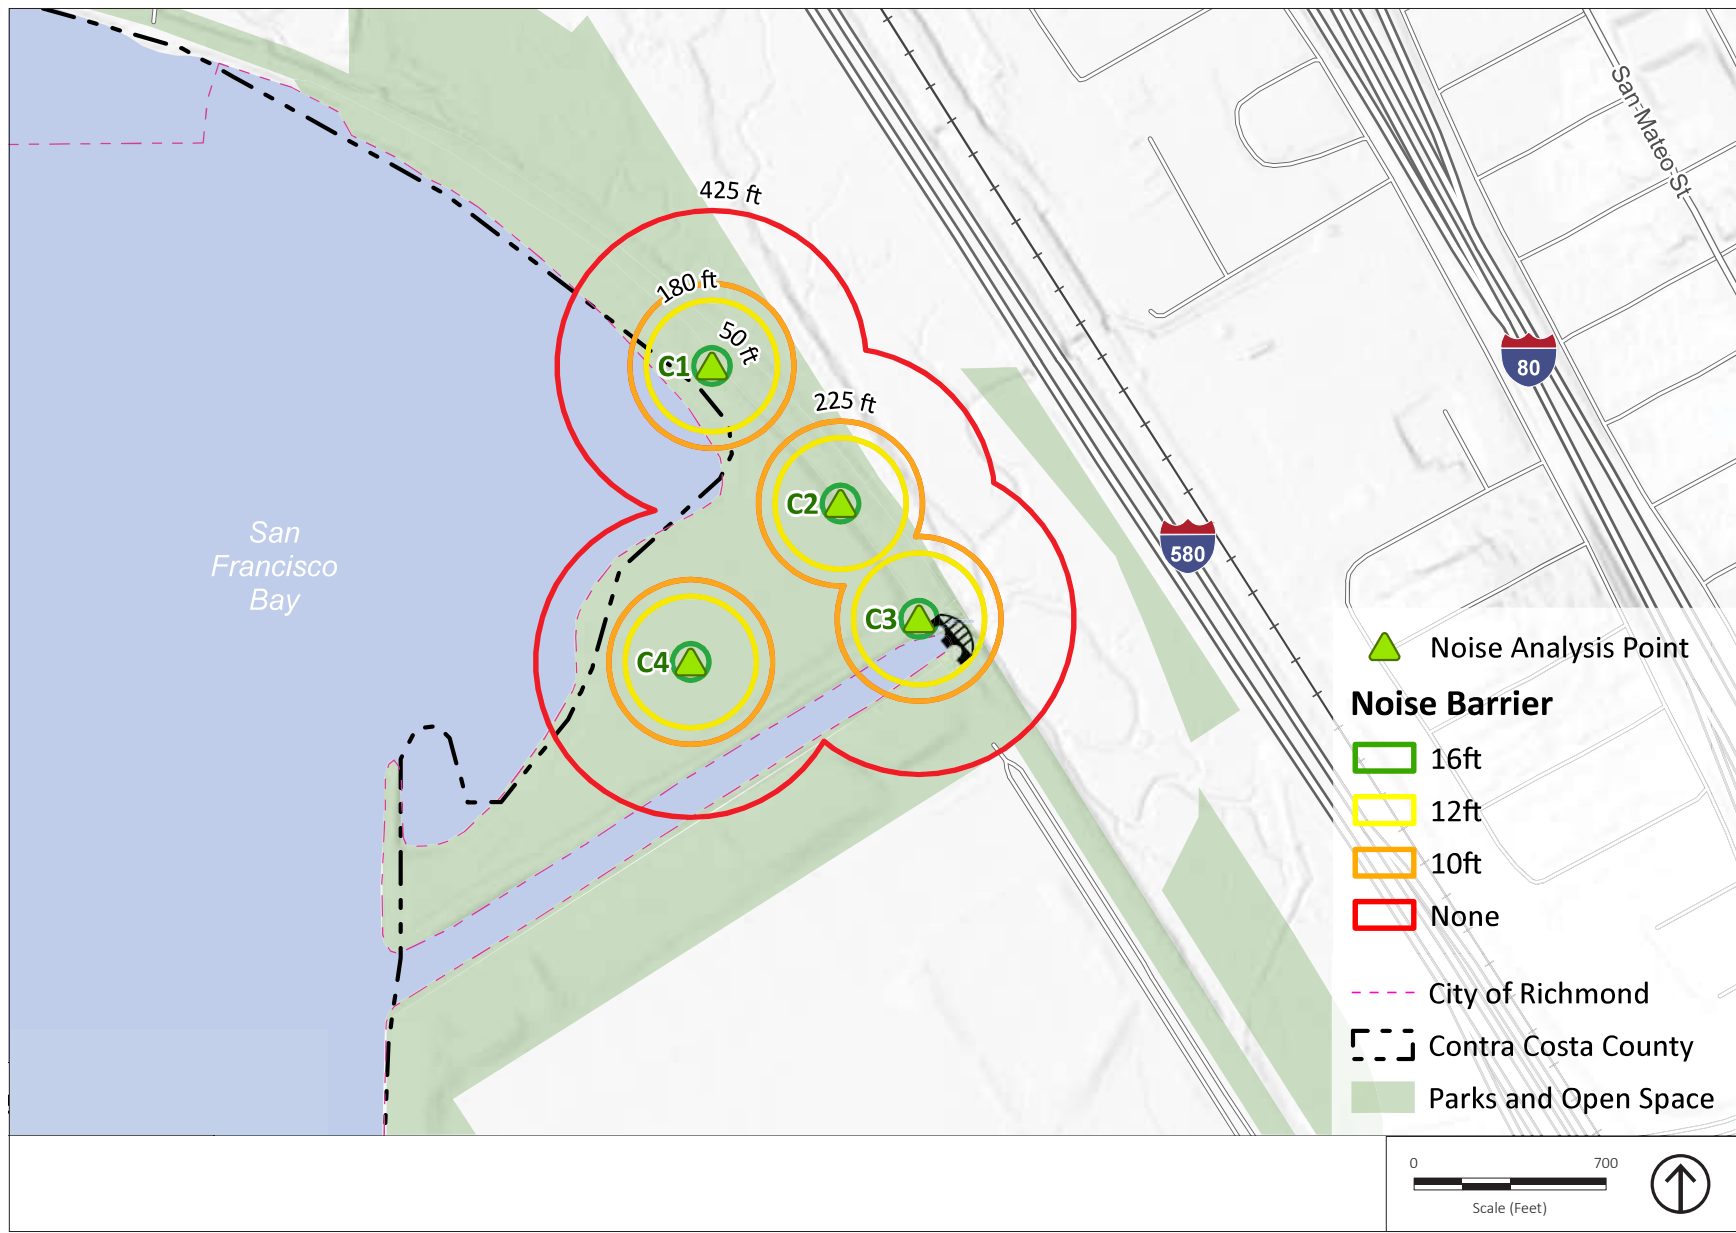 San Mateo St
425 ft
180 ft
50 ft
C1
80
225 ft
C2
580
San
Francisco
Bay
C3
C4
Noise Analysis Point
Noise Barrier
16ft
12ft
10ft
None
City of Richmond
Contra Costa County
Parks and Open Space
0 700
Scale (Feet)